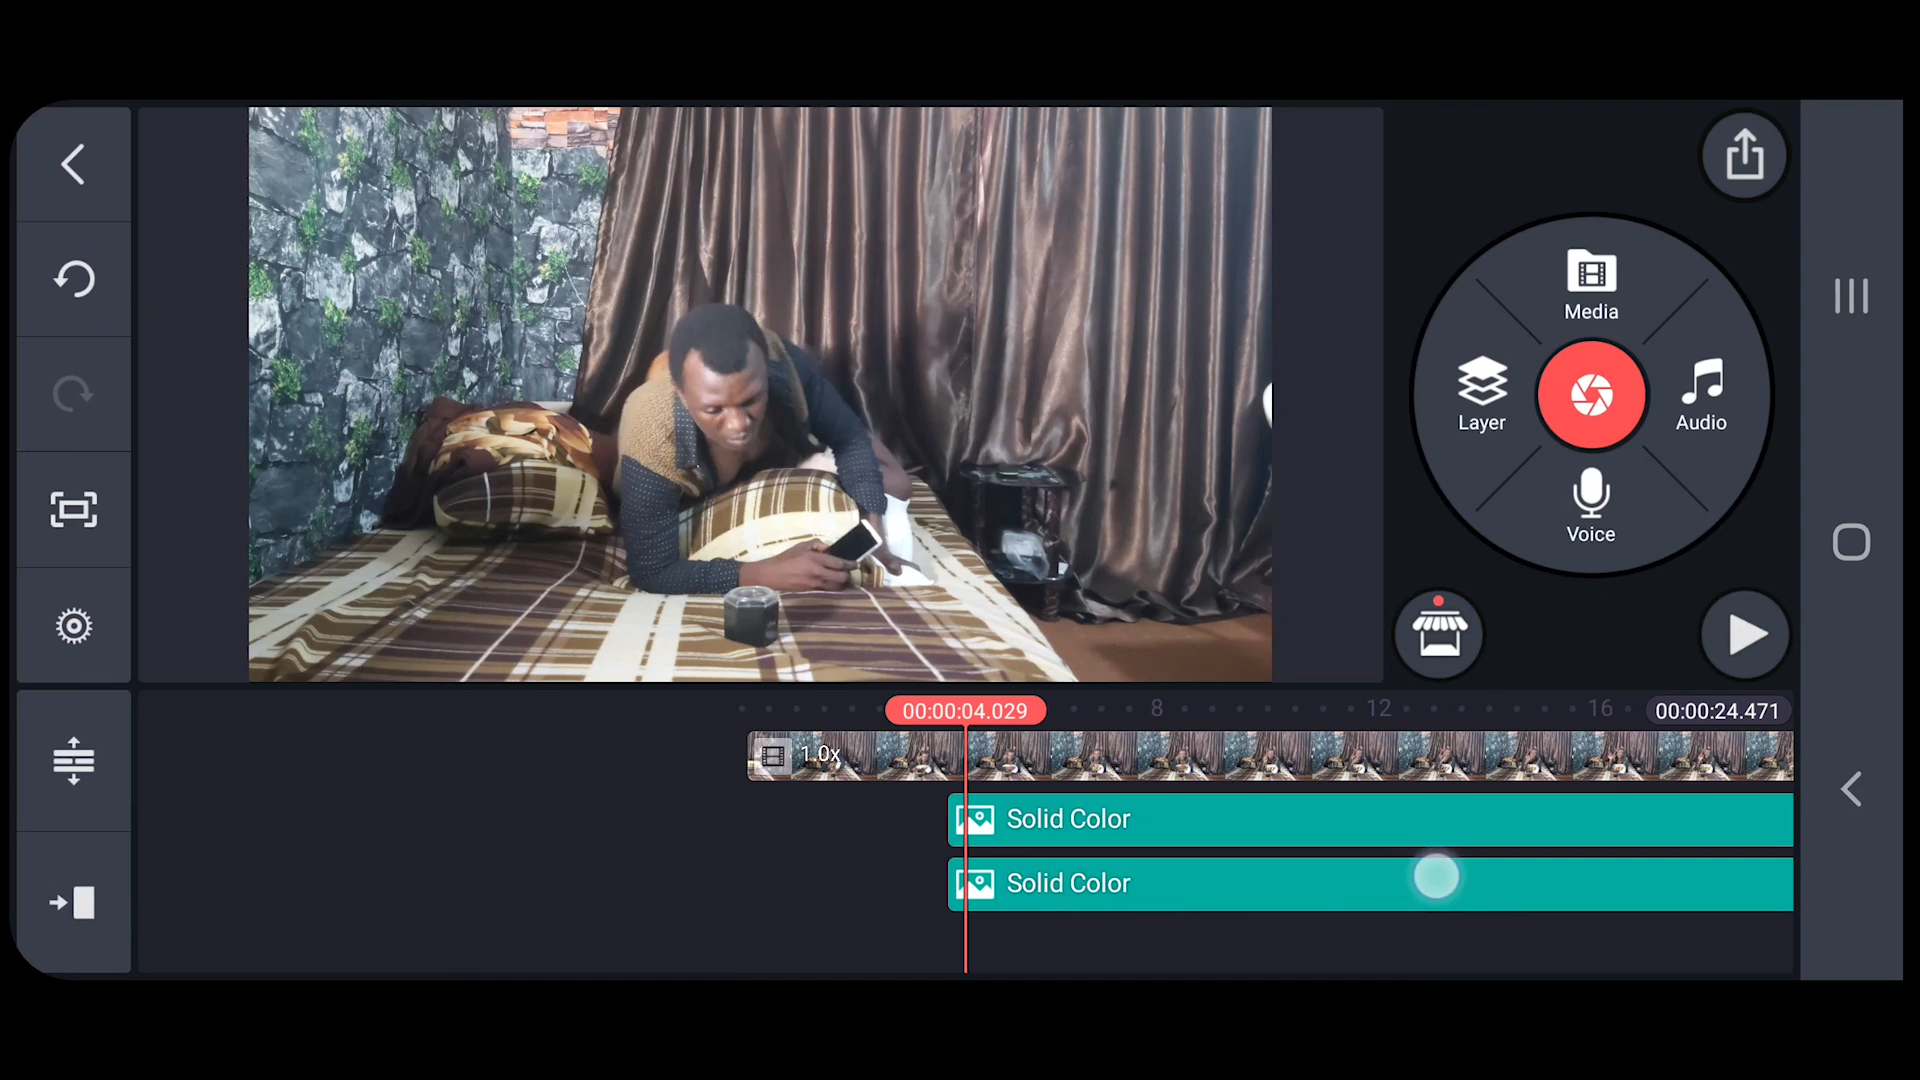 Media
Layer
Audio
Voice
00:00:04.029
8
12
16
00:00:24.471
1.0x
Solid Color
Solid Color